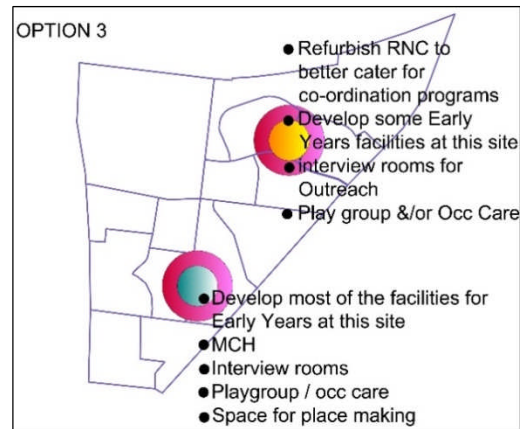 OPTION 3
● Refurbish RNC to
better cater for
co-ordination programs
● Develop some Early
Years facilities at this site
● interview rooms for
Outreach
● Play group &/or Occ Care
● Develop most of the facilities for
Early Years at this site
● MCH
● Interview rooms
● Playgroup / occ care
● Space for place making